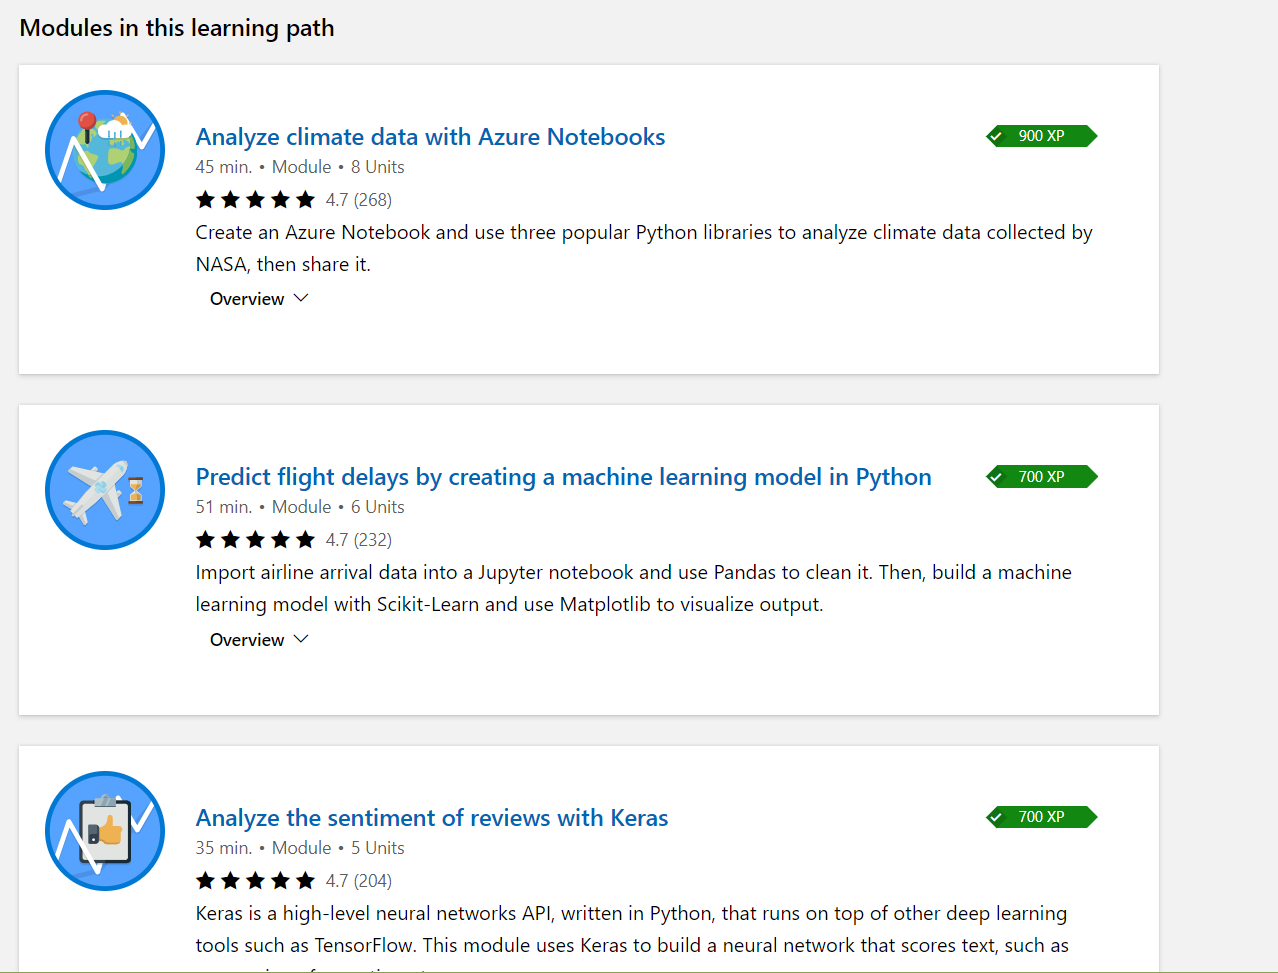 Modules in this learning path
Analyze climate data with Azure Notebooks
900 XP
45 min. • Module • 8 Units
4.7 (268)
Create an Azure Notebook and use three popular Python libraries to analyze climate data collected by
NASA, then share it.
Overview
Predict flight delays by creating a machine learning model in Python
700 XP
51 min. • Module • 6 Units
4.7 (232)
Import airline arrival data into a Jupyter notebook and use Pandas to clean it. Then, build a machine
learning model with Scikit-Learn and use Matplotlib to visualize output.
Overview
Analyze the sentiment of reviews with Keras
700 XP
35 min. • Module • 5 Units
4.7 (204)
Keras is a high-level neural networks API, written in Python, that runs on top of other deep learning
tools such as TensorFlow. This module uses Keras to build a neural network that scores text, such as